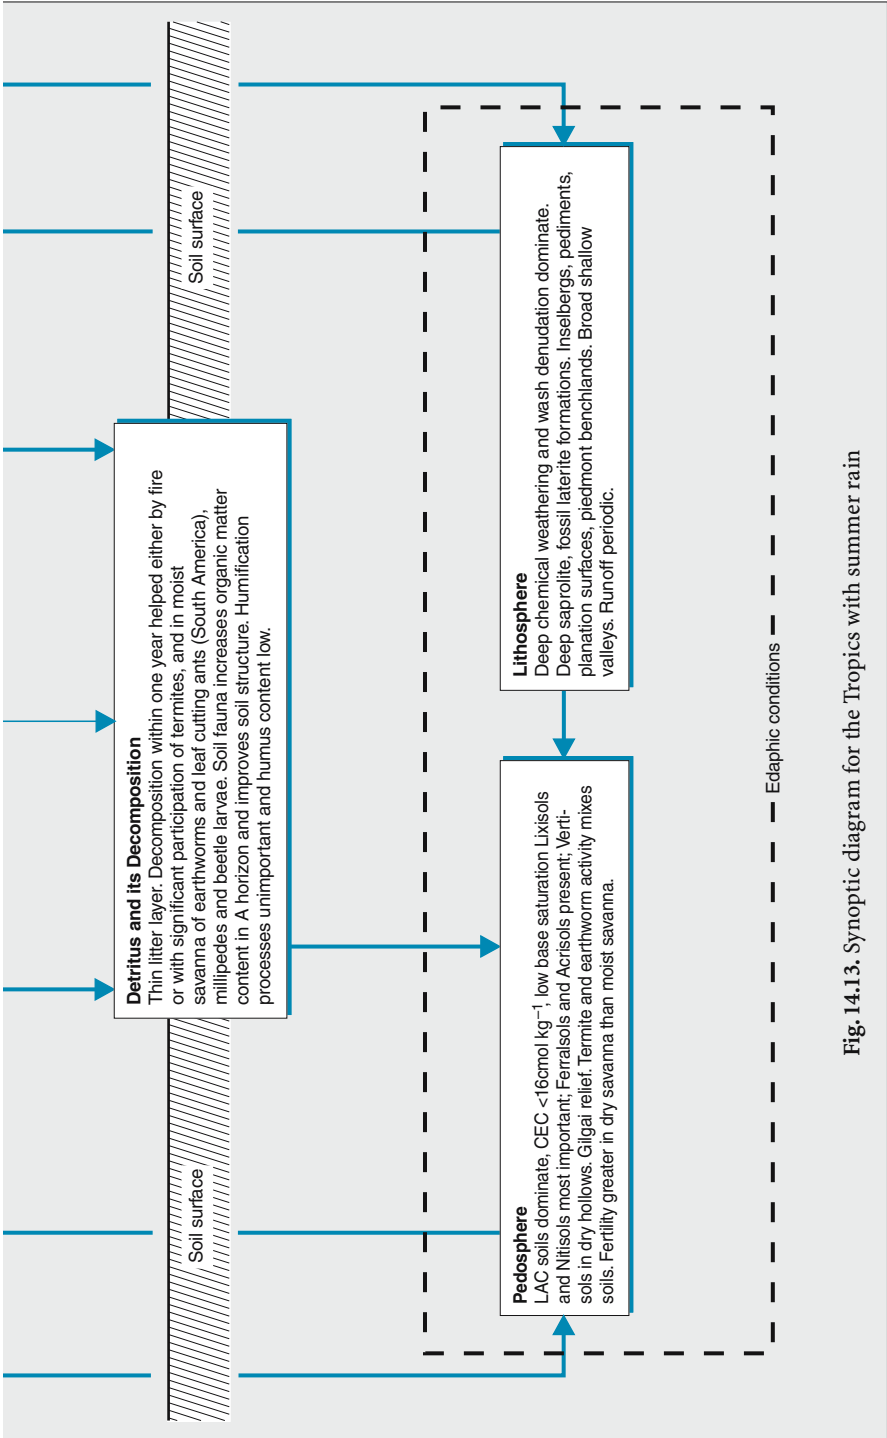 Soil surface
Soil surface
Detritus and its Decomposition
Thin litter layer. Decomposition within one year helped either by fire
or with significant participation of termites, and in moist
savanna of earthworms and leaf cutting ants (South America),
millipedes and beetle larvae. Soil fauna increases organic matter
content in A horizon and improves soil structure. Humification
processes unimportant and humus content low.
Pedosphere
LAC soils dominate, CEC <16cmol kg⁻¹, low base saturation Lixisols
and Nitisols most important; Ferralsols and Acrisols present; Verti-
sols in dry hollows. Gilgai relief. Termite and earthworm activity mixes
soils. Fertility greater in dry savanna than moist savanna.
Lithosphere
Deep chemical weathering and wash denudation dominate.
Deep saprolite, fossil laterite formations. Inselbergs, pediments,
planation surfaces, piedmont benchlands. Broad shallow
valleys. Runoff periodic.
Edaphic conditions
Fig. 14.13. Synoptic diagram for the Tropics with summer rain